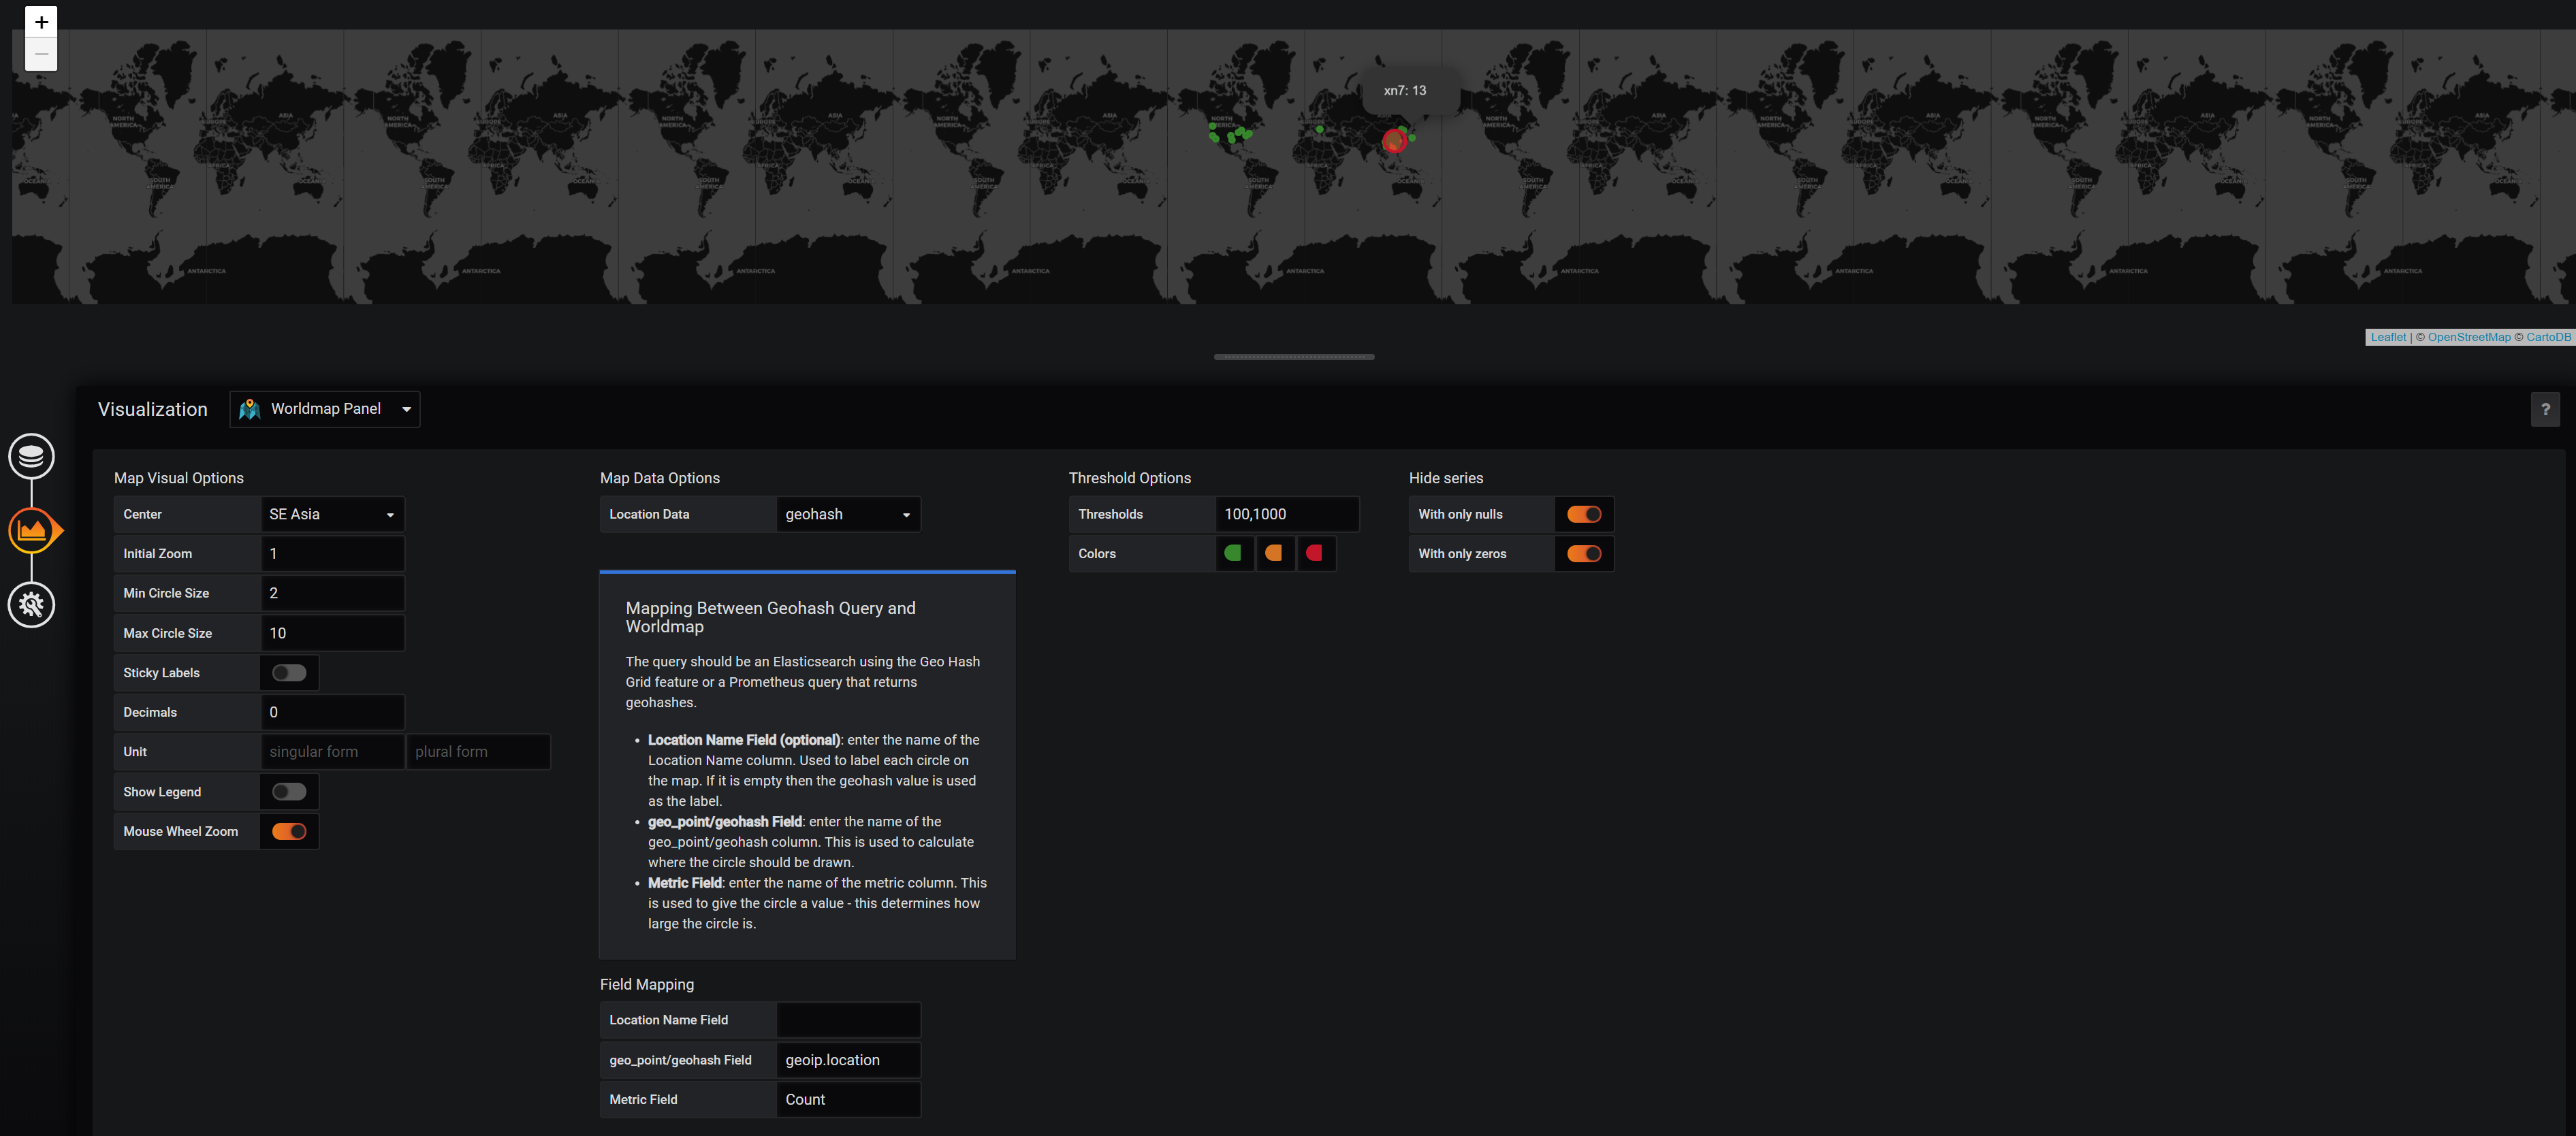 +
−
NORTH
AMERICA
SOUTH
AMERICA
EUROPE
ASIA
AFRICA
OCEANIA
ANTARCTICA
xn7: 13
Leaflet | © OpenStreetMap © CartoDB
Visualization
Worldmap Panel
?
Map Visual Options
Center
SE Asia
Initial Zoom
1
Min Circle Size
2
Max Circle Size
10
Sticky Labels
Decimals
0
Unit
singular form
plural form
Show Legend
Mouse Wheel Zoom
Map Data Options
Location Data
geohash
Mapping Between Geohash Query and
Worldmap
The query should be an Elasticsearch using the Geo Hash
Grid feature or a Prometheus query that returns
geohashes.
• Location Name Field (optional): enter the name of the
Location Name column. Used to label each circle on
the map. If it is empty then the geohash value is used
as the label.
• geo_point/geohash Field: enter the name of the
geo_point/geohash column. This is used to calculate
where the circle should be drawn.
• Metric Field: enter the name of the metric column. This
is used to give the circle a value - this determines how
large the circle is.
Field Mapping
Location Name Field
geo_point/geohash Field
geoip.location
Metric Field
Count
Threshold Options
Thresholds
100,1000
Colors
Hide series
With only nulls
With only zeros